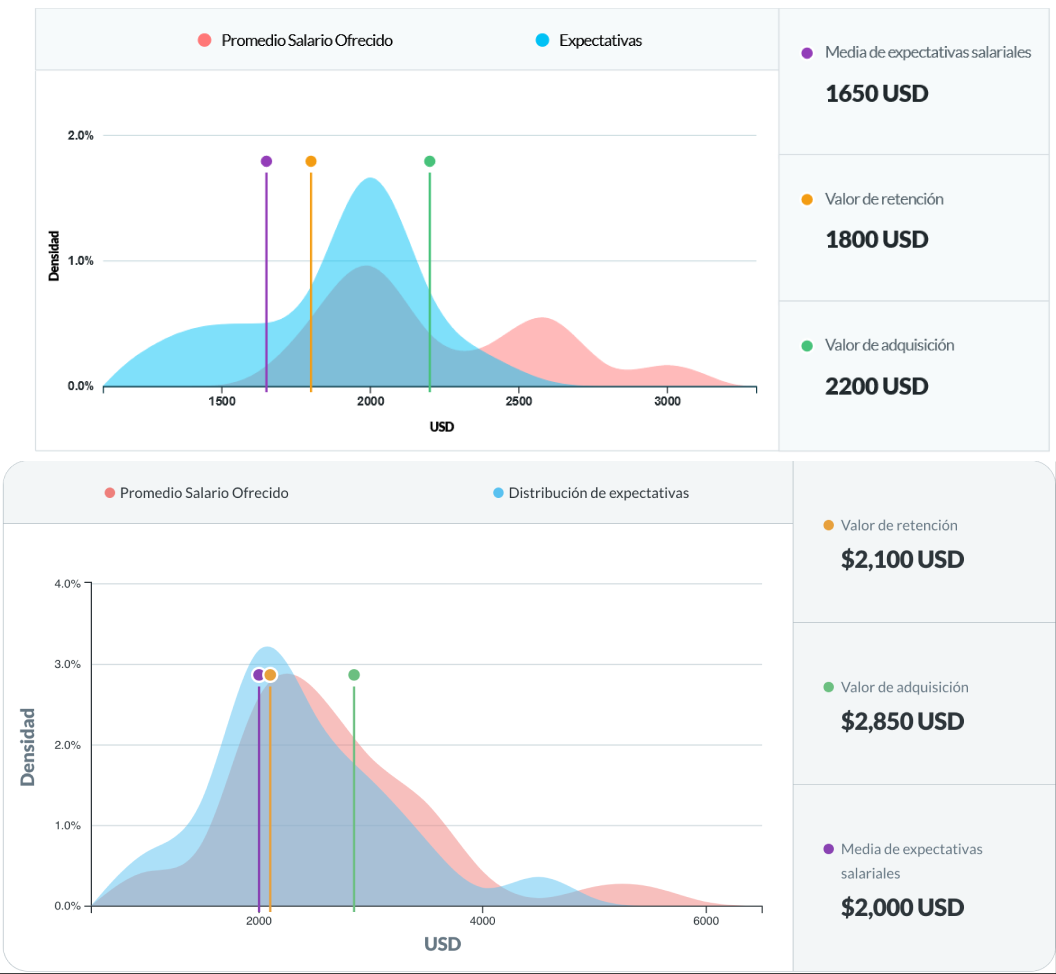 Promedio Salario Ofrecido
Expectativas
2.0%
1.0%
0.0%
Densidad
1500
2000
2500
3000
USD
Media de expectativas salariales
1650 USD
Valor de retención
1800 USD
Valor de adquisición
2200 USD
Promedio Salario Ofrecido
Distribución de expectativas
4.0%
3.0%
2.0%
1.0%
0.0%
Densidad
2000
4000
6000
USD
Valor de retención
$2,100 USD
Valor de adquisición
$2,850 USD
Media de expectativas
salariales
$2,000 USD